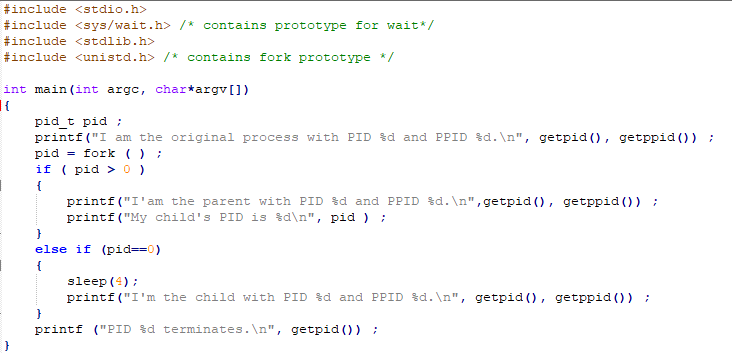 #include <stdio.h>
#include <sys/wait.h> /* contains prototype for wait*/
#include <stdlib.h>
#include <unistd.h> /* contains fork prototype */
int main(int argc, char*argv[])
{
pid_t pid ;
printf("I am the original process with PID %d and PPID %d.\n", getpid(), getppid()) ;
pid = fork ( ) ;
if ( pid > 0 )
{
printf("I'am the parent with PID %d and PPID %d.\n",getpid(), getppid()) ;
printf("My child's PID is %d\n", pid ) ;
}
else if (pid==0)
{
sleep(4);
printf("I'm the child with PID %d and PPID %d.\n", getpid(), getppid()) ;
}
printf ("PID %d terminates.\n", getpid()) ;
}